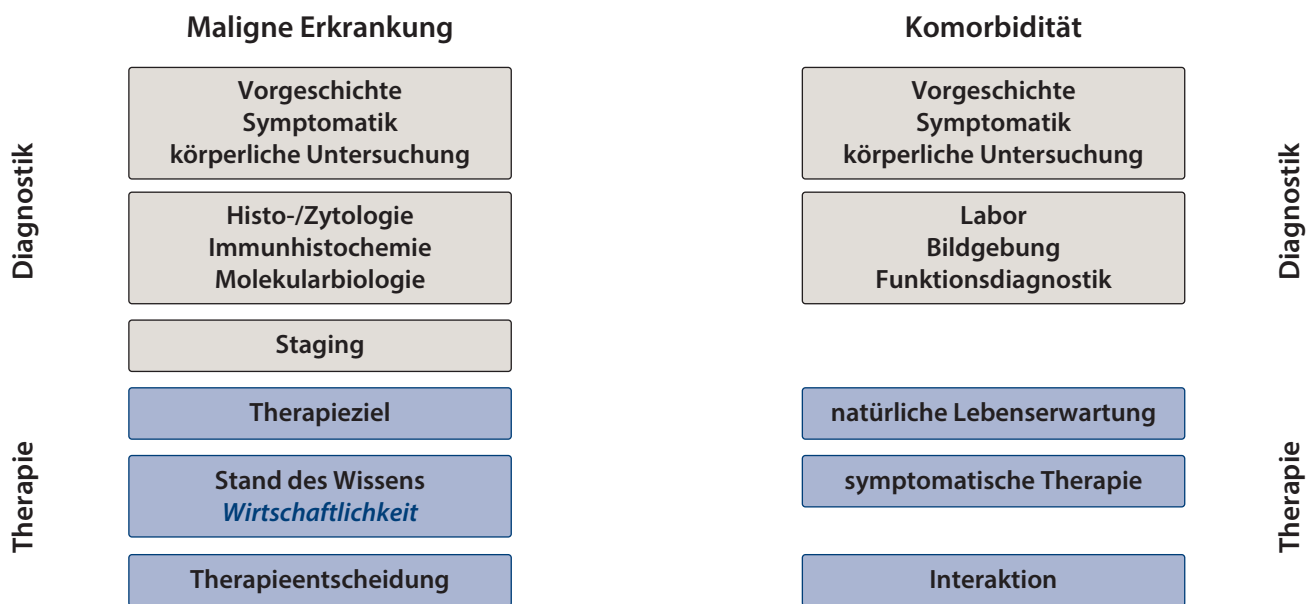 Maligne Erkrankung
Vorgeschichte
Symptomatik
körperliche Untersuchung
Histo-/Zytologie
Immunhistochemie
Molekularbiologie
Staging
Therapieziel
Stand des Wissens
Wirtschaftlichkeit
Therapieentscheidung
Diagnostik
Therapie
Komorbidität
Vorgeschichte
Symptomatik
körperliche Untersuchung
Labor
Bildgebung
Funktionsdiagnostik
natürliche Lebenserwartung
symptomatische Therapie
Interaktion
Diagnostik
Therapie